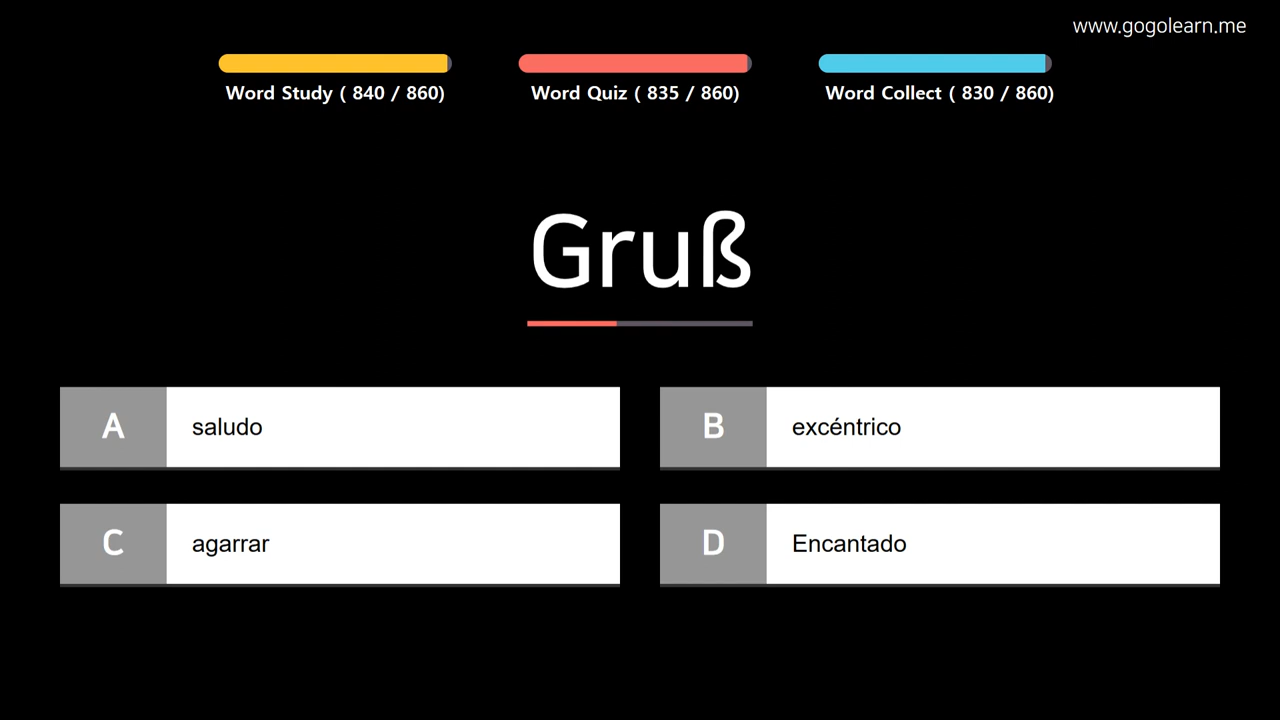 www.gogolearn.me
Word Study ( 840 / 860)
Word Quiz ( 835 / 860)
Word Collect ( 830 / 860)
Gruß
A saludo
B excéntrico
C agarrar
D Encantado